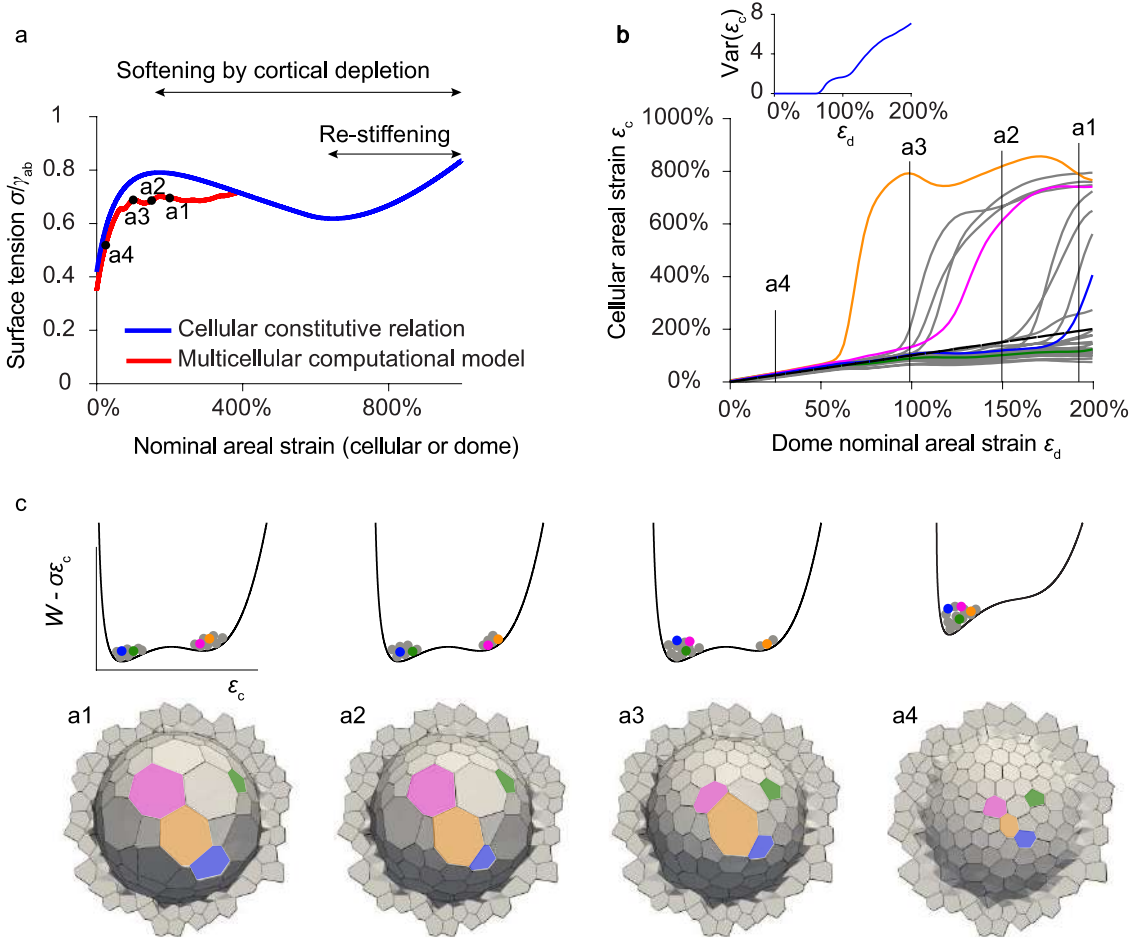 a
Softening by cortical depletion
Re-stiffening
Surface tension σ/γab
1
0.8
0.6
0.4
0.2
0
a2
a3
a1
a4
Cellular constitutive relation
Multicellular computational model
0%
400%
800%
Nominal areal strain (cellular or dome)
b
Var(εc)
8
4
0
0%
100%
200%
εd
Cellular areal strain εc
1000%
800%
600%
400%
200%
0%
a3
a2
a1
a4
0%
50%
100%
150%
200%
Dome nominal areal strain εd
c
W - σεc
εc
a1
a2
a3
a4